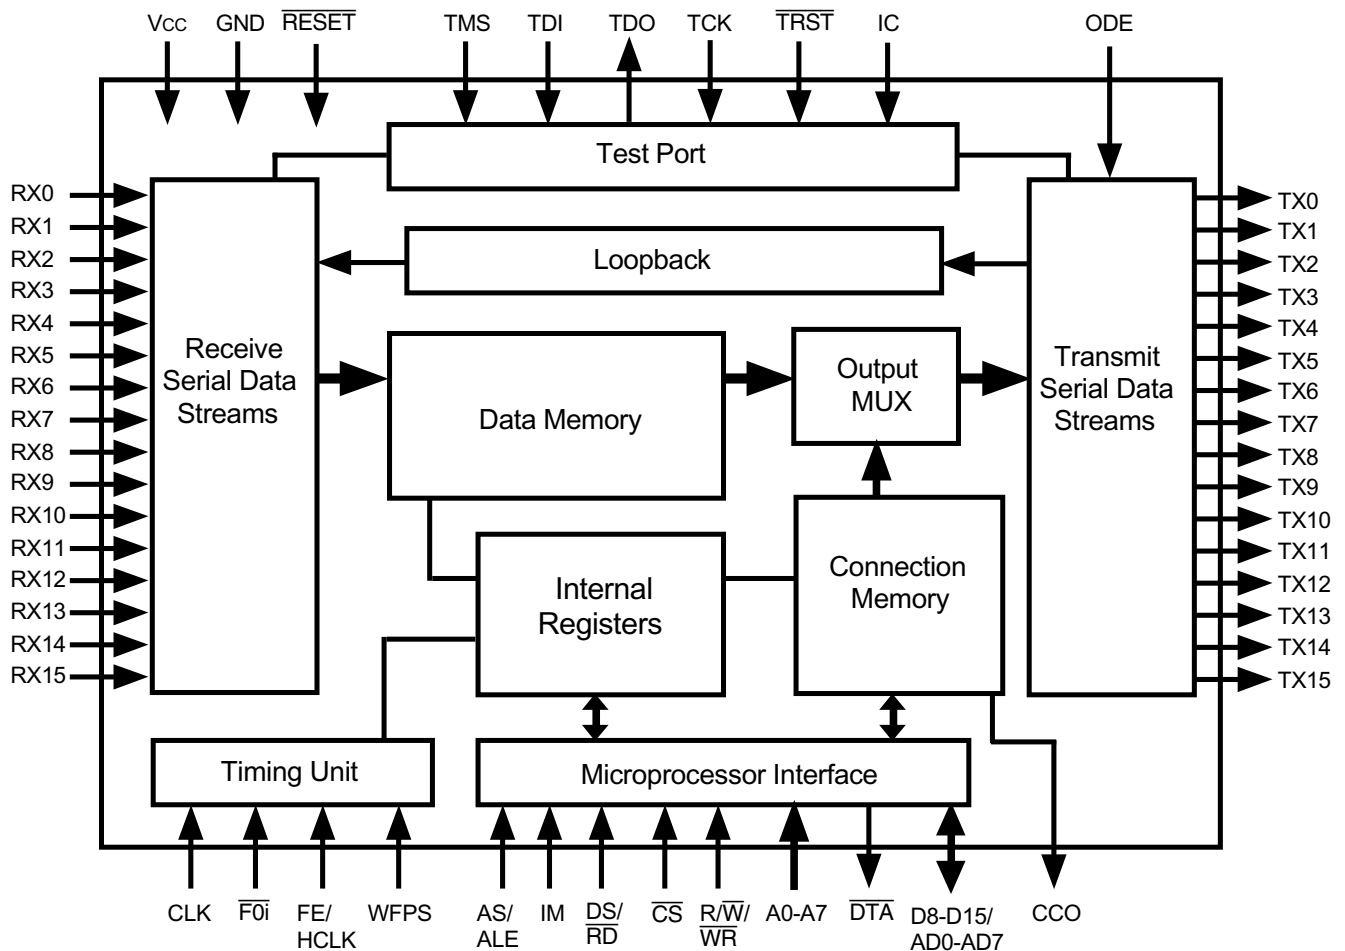 Vcc GND RESET TMS TDI TDO TCK TRST IC ODE
Test Port
RX0
RX1
RX2
RX3
RX4
RX5
RX6
RX7
RX8
RX9
RX10
RX11
RX12
RX13
RX14
RX15
Receive
Serial Data
Streams
Loopback
Data Memory
Output
MUX
Internal
Registers
Connection
Memory
Transmit
Serial Data
Streams
TX0
TX1
TX2
TX3
TX4
TX5
TX6
TX7
TX8
TX9
TX10
TX11
TX12
TX13
TX14
TX15
Timing Unit
Microprocessor Interface
CLK
F0i
FE/
HCLK
WFPS
AS/
ALE
IM
DS/
RD
CS
R/W/
WR
A0-A7
DTA
D8-D15/
AD0-AD7
CCO